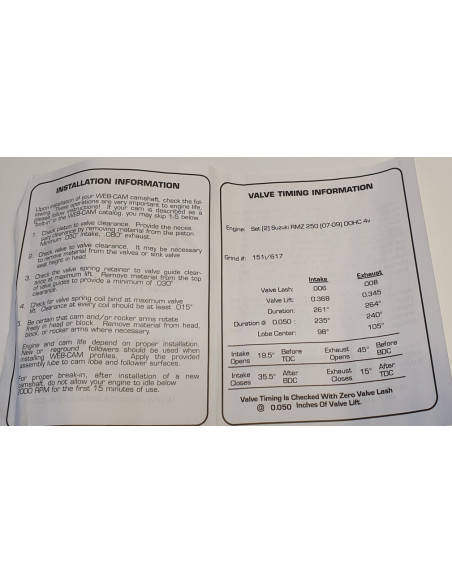 INSTALLATION INFORMATION
Upon installation of your WEB-CAM camshaft, check the fol-
lowing. These operations are very important to engine life,
please follow instructions! If your cam is described as a
"bolt-in" in the WEB-CAM catalog, you may skip 1-5 below.
1. Check piston to valve clearance. Provide the neces
sary clearance by removing material from the piston.
Minimum .050" intake, .080" exhaust.
2. Check valve to valve clearance. It may be necessary
to remove material from the valves or sink valve
seat height in head.
3. Check the valve spring retainer to valve guide clear-
ance at maximum lift. Remove material from the top
of valve guides to provide a minimum of .030"
clearance.
4. Check for valve spring coil bind at maximum valve
lift. Clearance at every coil should be at least .015"
5. Be certain that cam and/or rocker arms rotate
freely in head or block. Remove material from head,
block, or rocker arms where necessary.
Engine and cam life depend on proper installation.
New or reground followers should be used when
installing WEB-CAM profiles. Apply the provided
assembly lube to cam lobe and follower surfaces.
For proper break-in, after installation of a new
camshaft, do not allow your engine to idle below
2000 RPM for the first 15 minutes of use.
VALVE TIMING INFORMATION
Engine: Set (2) Suzuki RMZ 250 (07-09) DOHC 4v
Grind #: 151i/617
Intake Exhaust
Valve Lash: .006 .008
Valve Lift: 0.368 0.345
Duration: 261° 264°
Duration @ 0.050 : 235° 240°
Lobe Center: 98° 105°
Intake Opens 19.5° Before TDC Exhaust Opens 45° Before BDC
Intake Closes 35.5° After BDC Exhaust Closes 15° After TDC
Valve Timing Is Checked With Zero Valve Lash
@ 0.050 Inches Of Valve Lift.